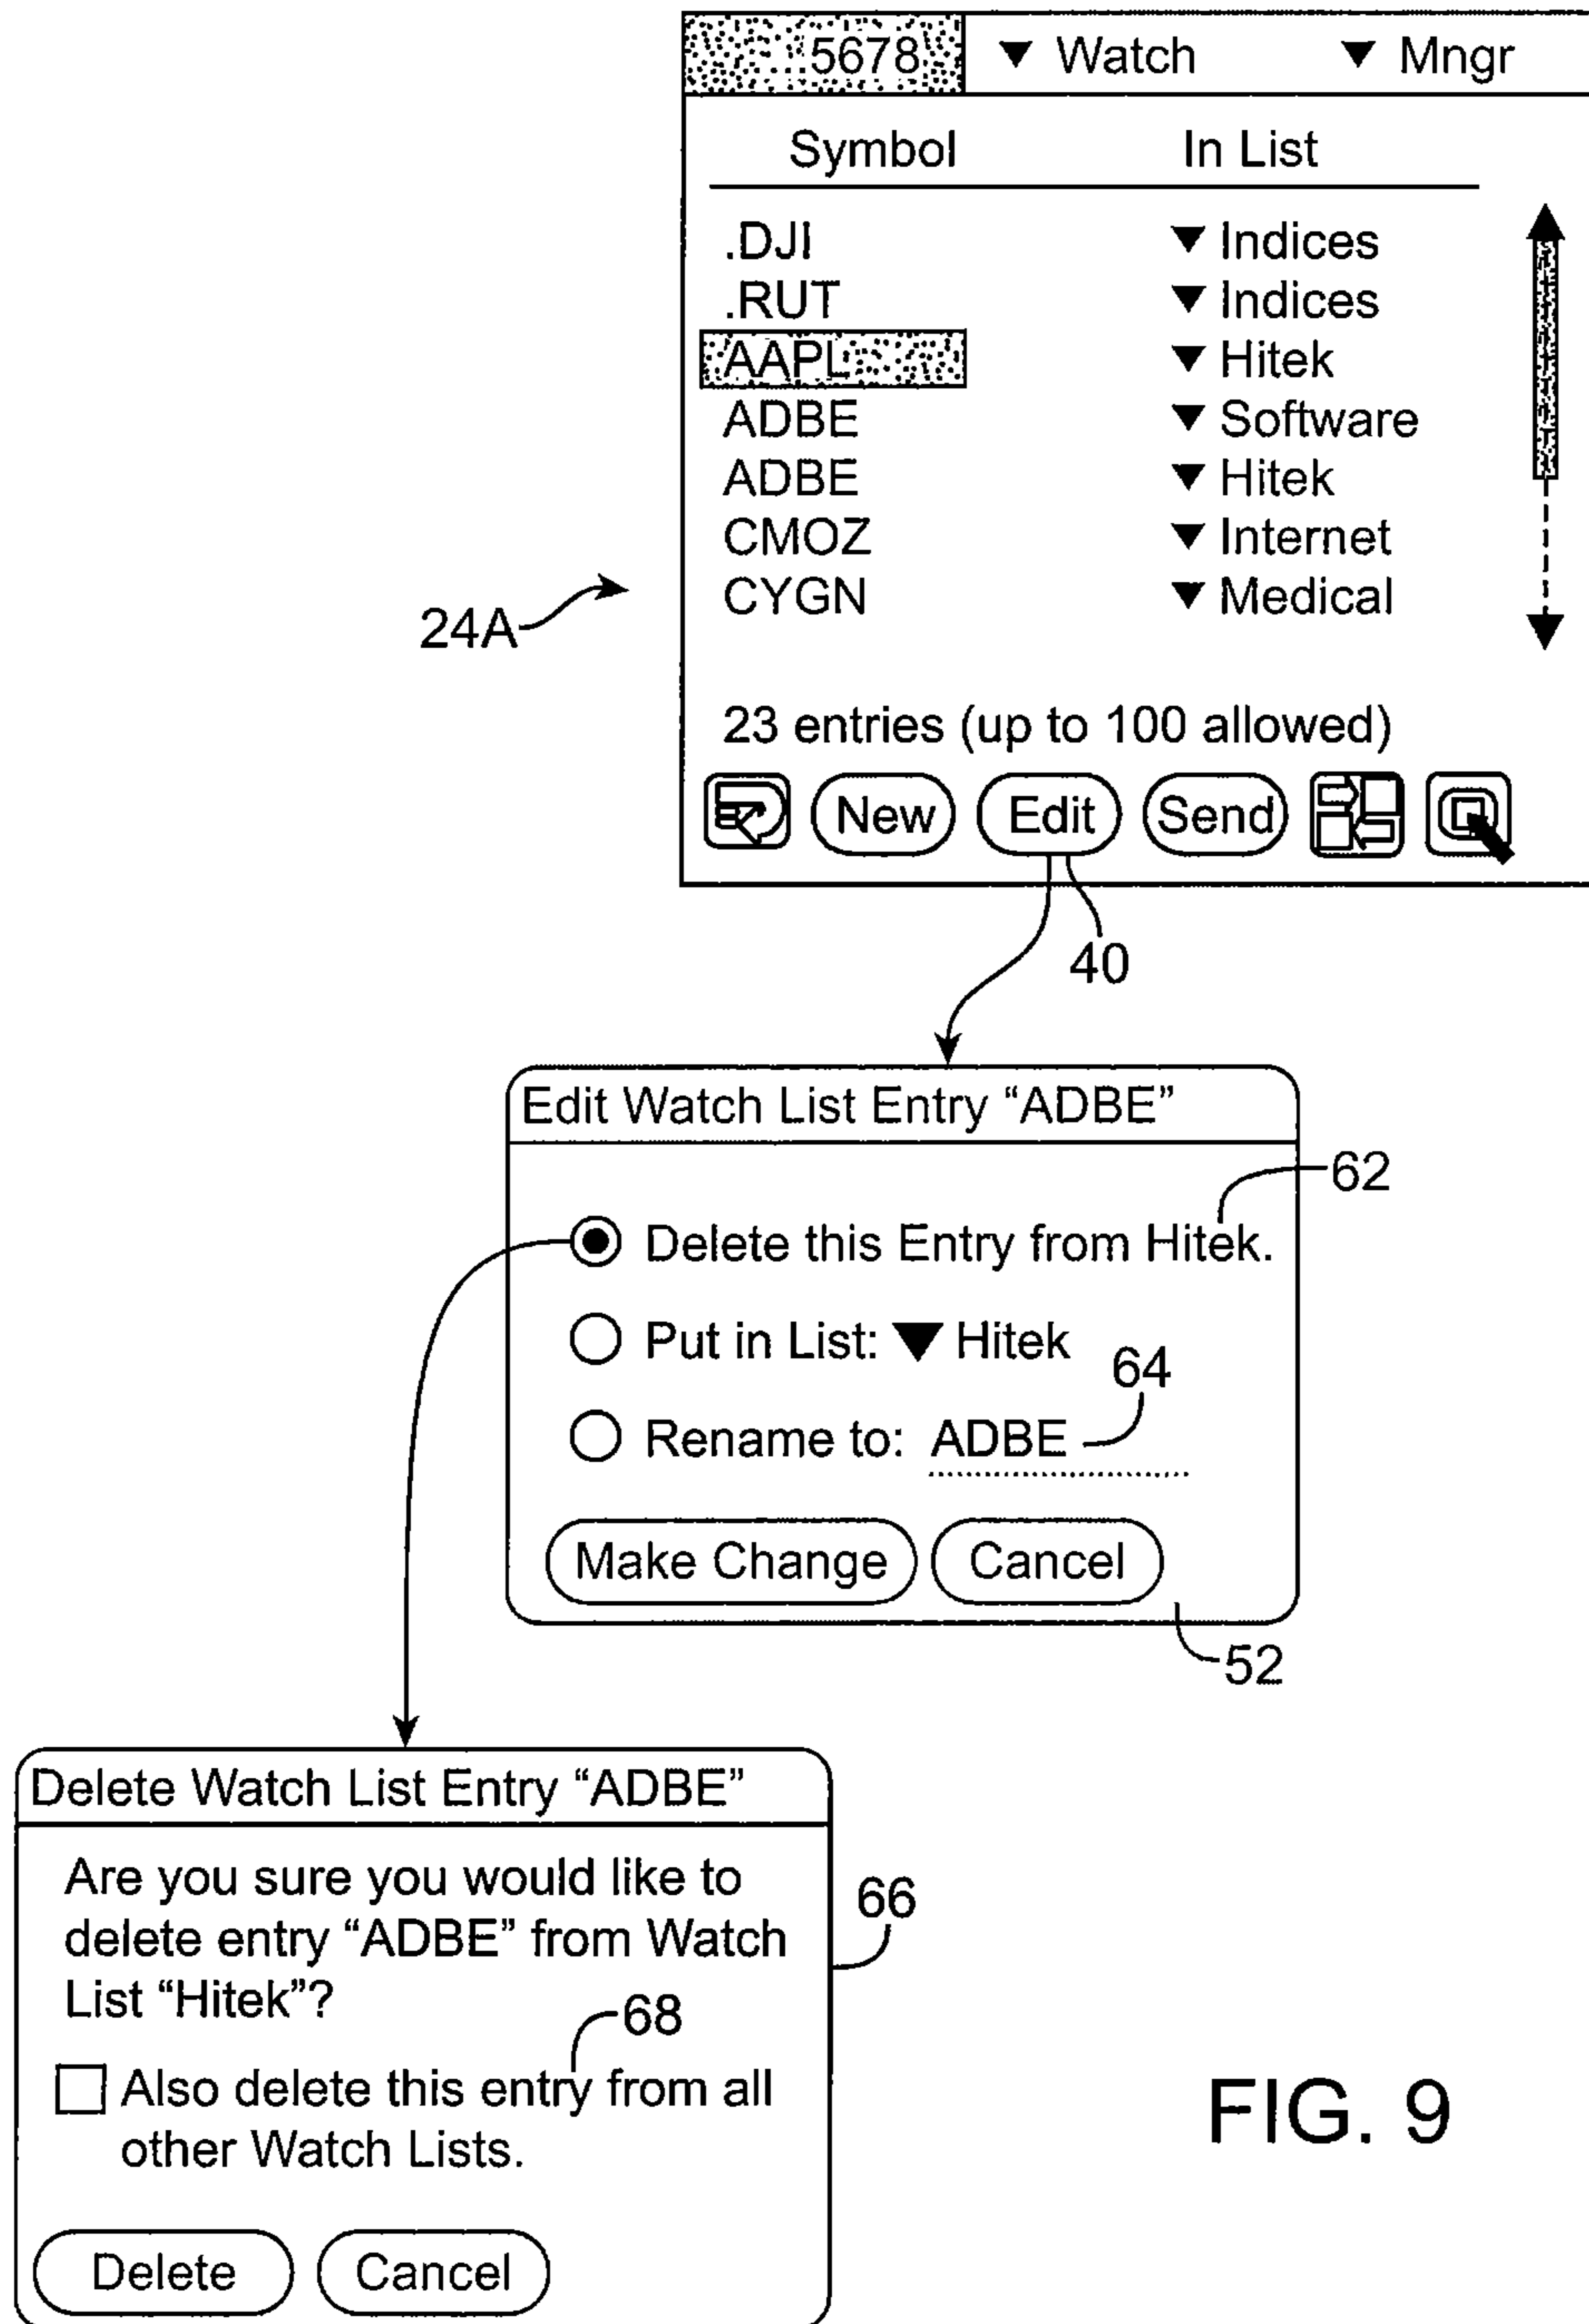 5678 ▼ Watch ▼ Mngr
Symbol In List
.DJI ▼ Indices
.RUT ▼ Indices
AAPL ▼ Hitek
ADBE ▼ Software
ADBE ▼ Hitek
CMOZ ▼ Internet
CYGN ▼ Medical
24A
23 entries (up to 100 allowed)
New Edit Send
40
Edit Watch List Entry “ADBE”
62
Delete this Entry from Hitek.
Put in List: ▼ Hitek
64
Rename to: ADBE
Make Change Cancel
52
Delete Watch List Entry “ADBE”
Are you sure you would like to
delete entry “ADBE” from Watch
List “Hitek”?
66
68
Also delete this entry from all
other Watch Lists.
Delete Cancel
FIG. 9